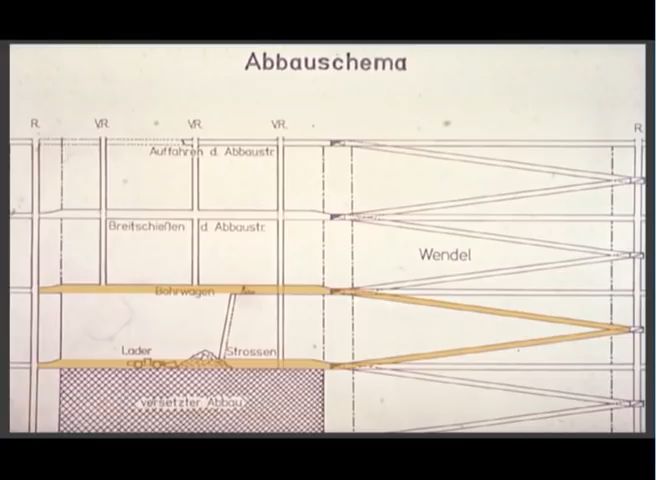 Abbauschema
R. VR. VR. VR. R.
Auffahren d. Abbaustr.
Breitschießen d. Abbaustr.
Wendel
Bohrwagen
Lader Strossen
versetzter Abbau